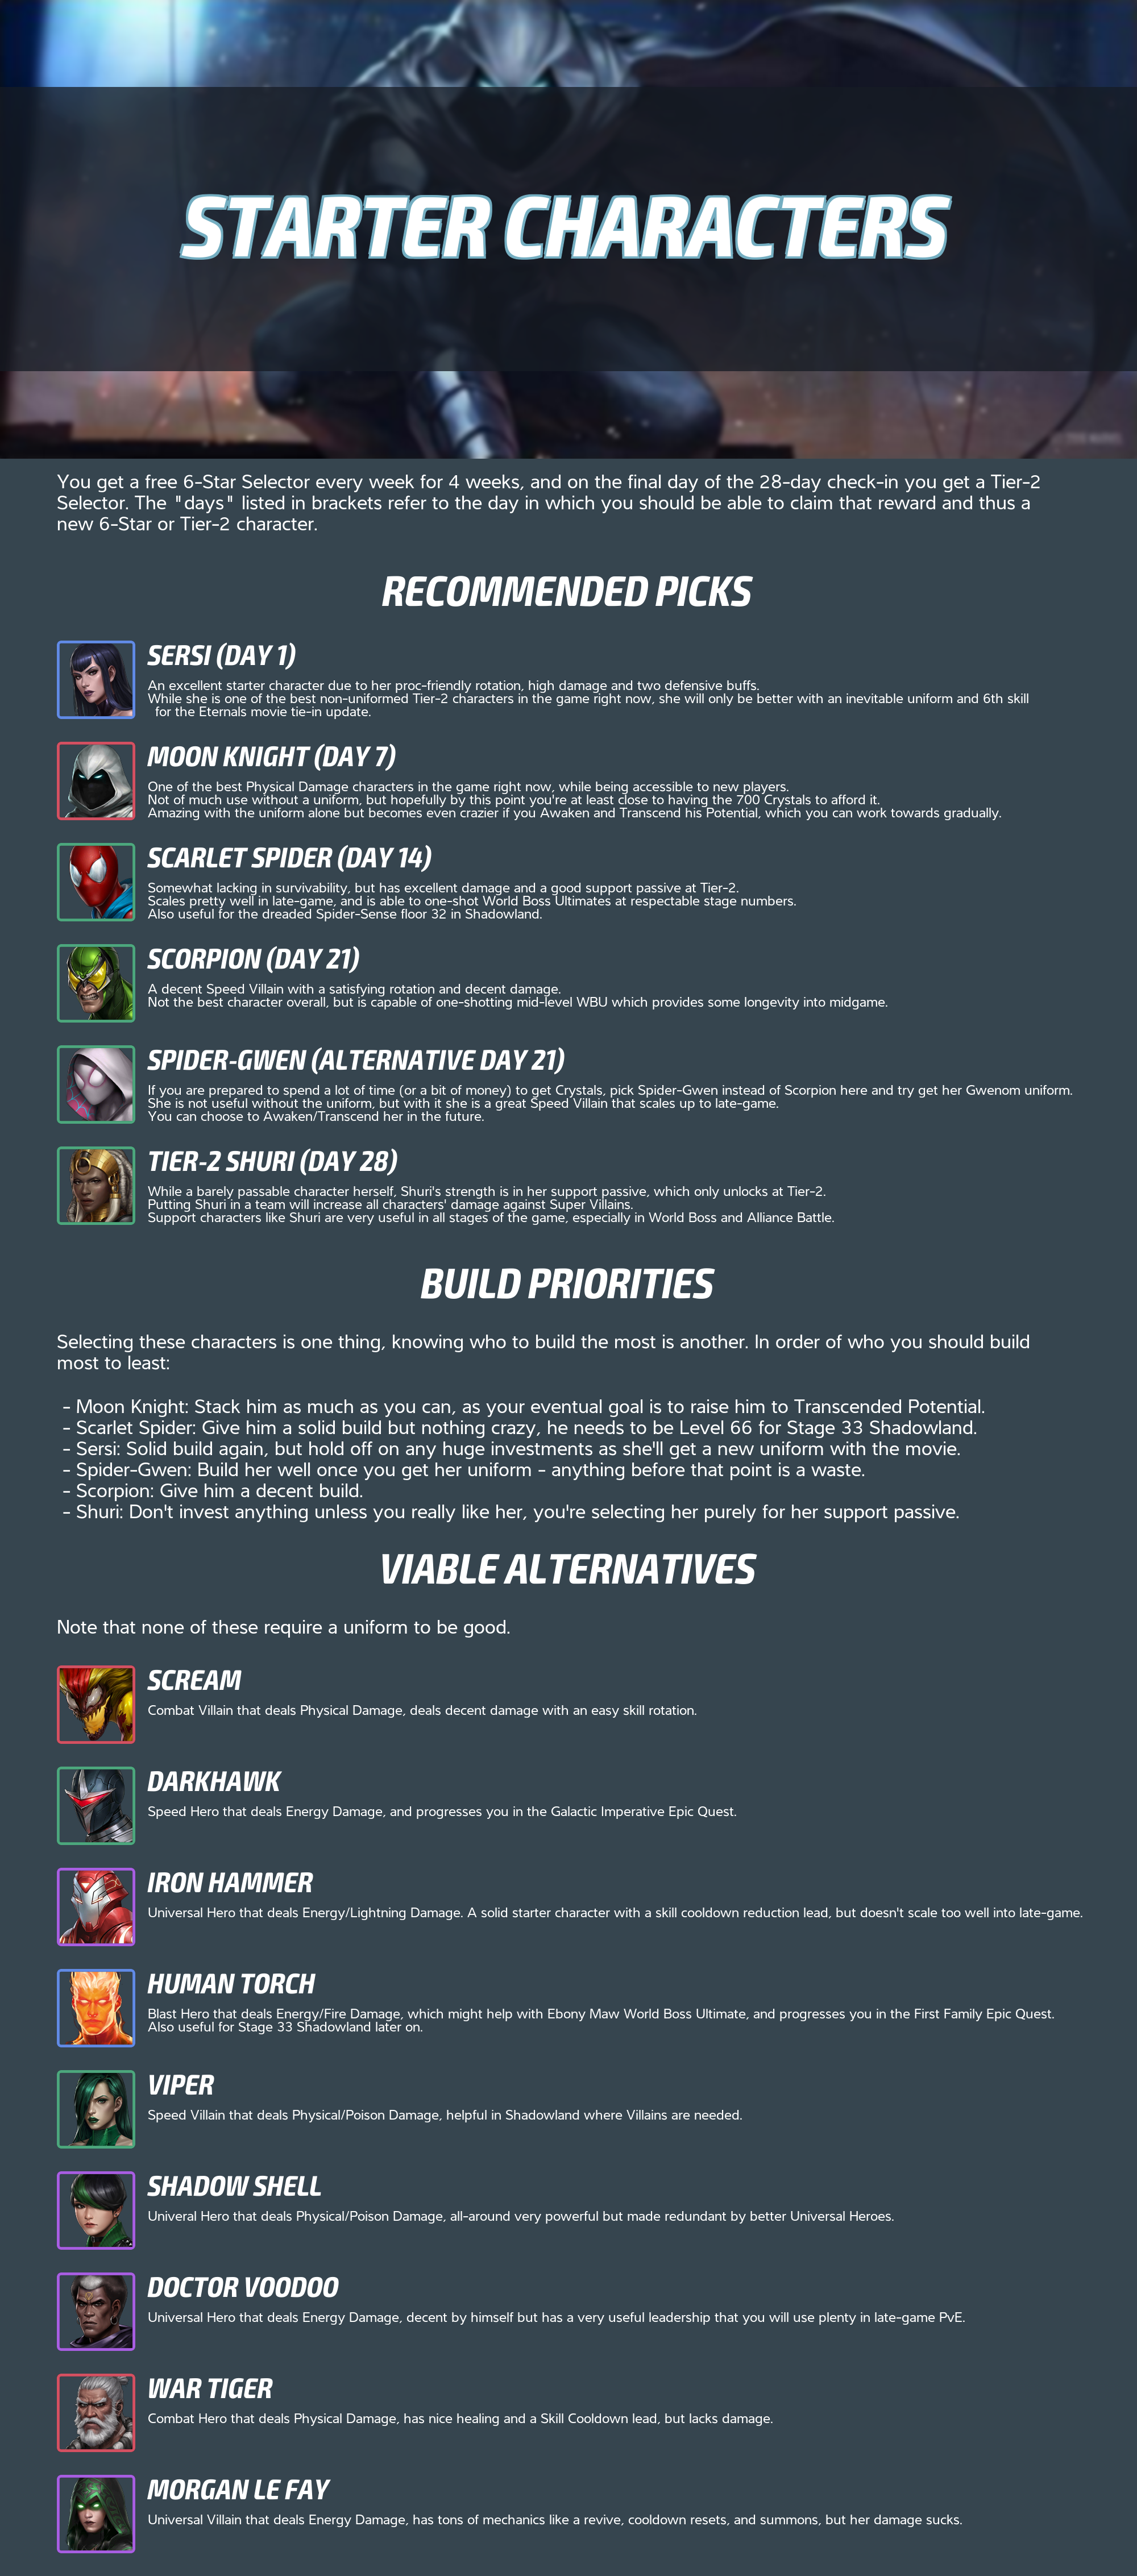 STARTER CHARACTERS
You get a free 6-Star Selector every week for 4 weeks, and on the final day of the 28-day check-in you get a Tier-2
Selector. The "days" listed in brackets refer to the day in which you should be able to claim that reward and thus a
new 6-Star or Tier-2 character.
RECOMMENDED PICKS
SERSI (DAY 1)
An excellent starter character due to her proc-friendly rotation, high damage and two defensive buffs.
While she is one of the best non-uniformed Tier-2 characters in the game right now, she will only be better with an inevitable uniform and 6th skill
for the Eternals movie tie-in update.
MOON KNIGHT (DAY 7)
One of the best Physical Damage characters in the game right now, while being accessible to new players.
Not of much use without a uniform, but hopefully by this point you're at least close to having the 700 Crystals to afford it.
Amazing with the uniform alone but becomes even crazier if you Awaken and Transcend his Potential, which you can work towards gradually.
SCARLET SPIDER (DAY 14)
Somewhat lacking in survivability, but has excellent damage and a good support passive at Tier-2.
Scales pretty well in late-game, and is able to one-shot World Boss Ultimates at respectable stage numbers.
Also useful for the dreaded Spider-Sense floor 32 in Shadowland.
SCORPION (DAY 21)
A decent Speed Villain with a satisfying rotation and decent damage.
Not the best character overall, but is capable of one-shotting mid-level WBU which provides some longevity into midgame.
SPIDER-GWEN (ALTERNATIVE DAY 21)
If you are prepared to spend a lot of time (or a bit of money) to get Crystals, pick Spider-Gwen instead of Scorpion here and try get her Gwenom uniform.
She is not useful without the uniform, but with it she is a great Speed Villain that scales up to late-game.
You can choose to Awaken/Transcend her in the future.
TIER-2 SHURI (DAY 28)
While a barely passable character herself, Shuri's strength is in her support passive, which only unlocks at Tier-2.
Putting Shuri in a team will increase all characters' damage against Super Villains.
Support characters like Shuri are very useful in all stages of the game, especially in World Boss and Alliance Battle.
BUILD PRIORITIES
Selecting these characters is one thing, knowing who to build the most is another. In order of who you should build
most to least:
- Moon Knight: Stack him as much as you can, as your eventual goal is to raise him to Transcended Potential.
- Scarlet Spider: Give him a solid build but nothing crazy, he needs to be Level 66 for Stage 33 Shadowland.
- Sersi: Solid build again, but hold off on any huge investments as she'll get a new uniform with the movie.
- Spider-Gwen: Build her well once you get her uniform - anything before that point is a waste.
- Scorpion: Give him a decent build.
- Shuri: Don't invest anything unless you really like her, you're selecting her purely for her support passive.
VIABLE ALTERNATIVES
Note that none of these require a uniform to be good.
SCREAM
Combat Villain that deals Physical Damage, deals decent damage with an easy skill rotation.
DARKHAWK
Speed Hero that deals Energy Damage, and progresses you in the Galactic Imperative Epic Quest.
IRON HAMMER
Universal Hero that deals Energy/Lightning Damage. A solid starter character with a skill cooldown reduction lead, but doesn't scale too well into late-game.
HUMAN TORCH
Blast Hero that deals Energy/Fire Damage, which might help with Ebony Maw World Boss Ultimate, and progresses you in the First Family Epic Quest.
Also useful for Stage 33 Shadowland later on.
VIPER
Speed Villain that deals Physical/Poison Damage, helpful in Shadowland where Villains are needed.
SHADOW SHELL
Univeral Hero that deals Physical/Poison Damage, all-around very powerful but made redundant by better Universal Heroes.
DOCTOR VOODOO
Universal Hero that deals Energy Damage, decent by himself but has a very useful leadership that you will use plenty in late-game PvE.
WAR TIGER
Combat Hero that deals Physical Damage, has nice healing and a Skill Cooldown lead, but lacks damage.
MORGAN LE FAY
Universal Villain that deals Energy Damage, has tons of mechanics like a revive, cooldown resets, and summons, but her damage sucks.